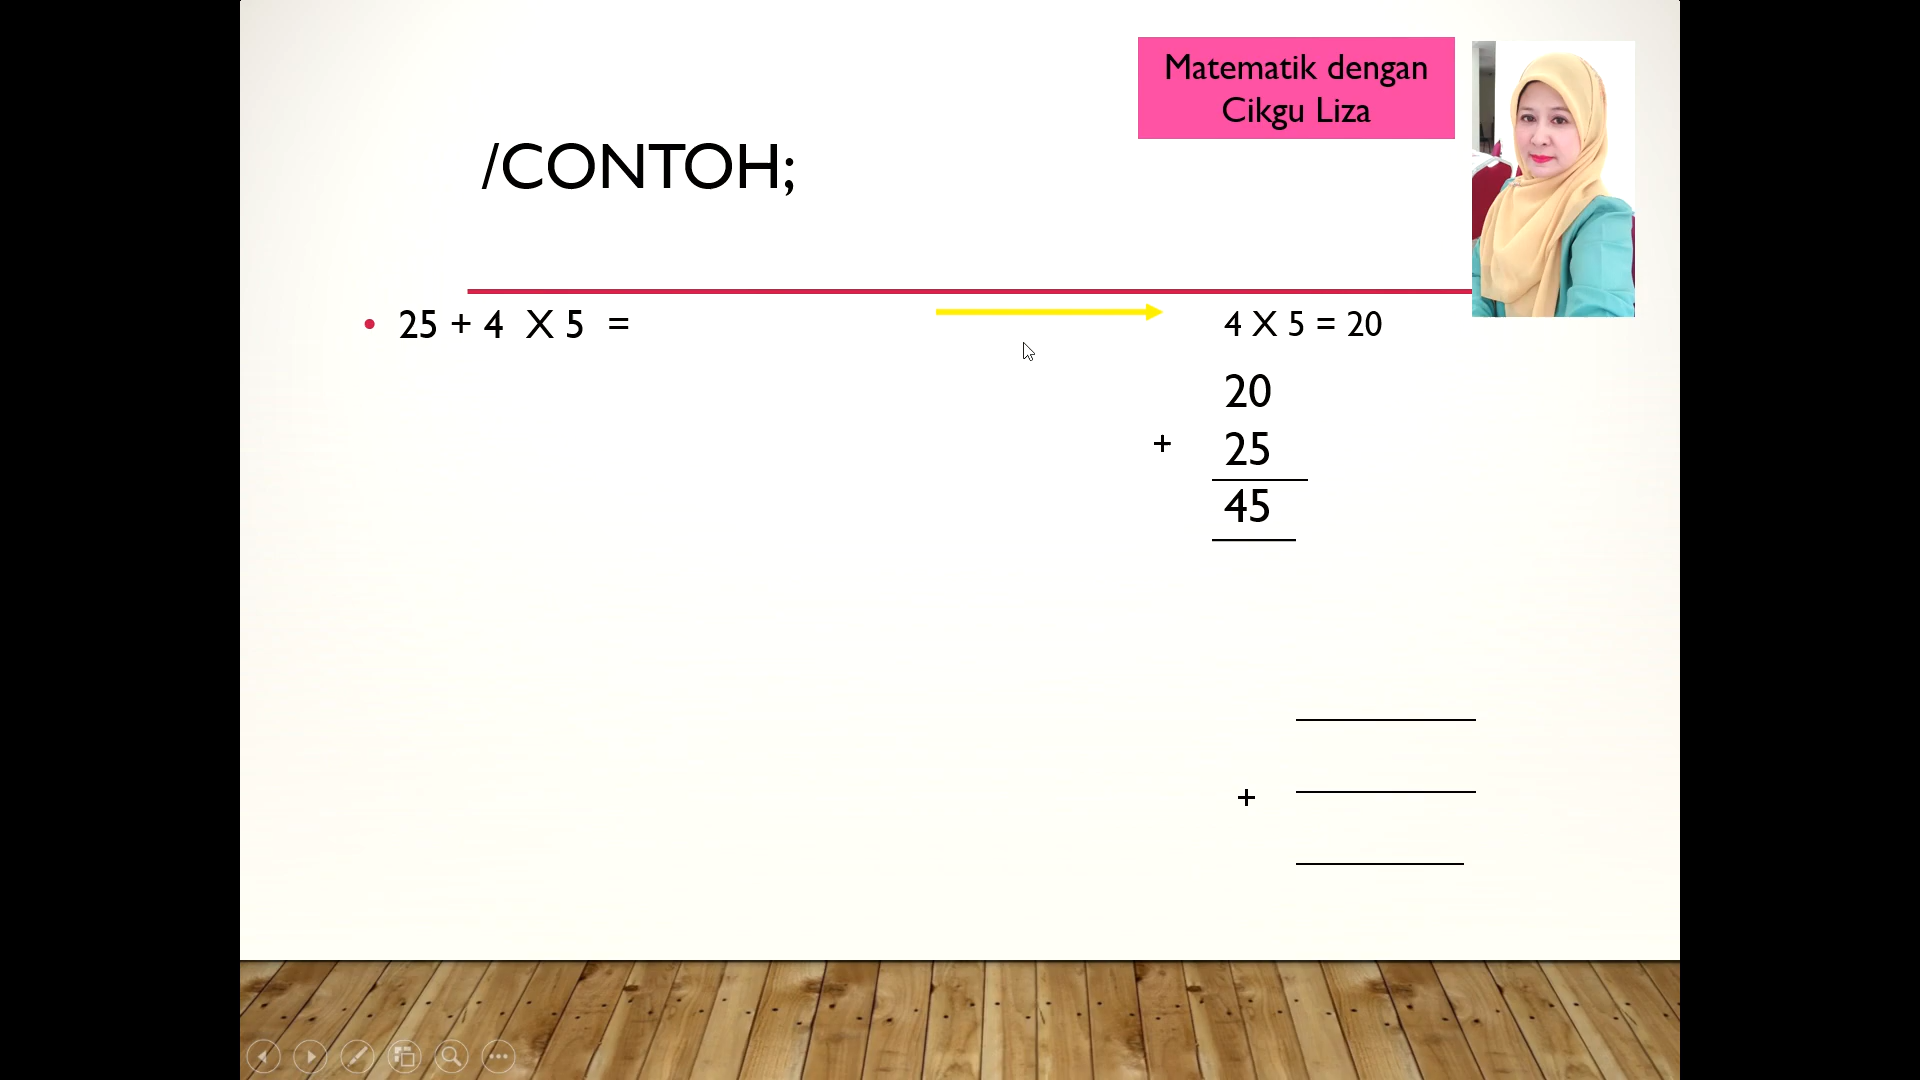 Matematik dengan
Cikgu Liza
/CONTOH;
• 25 + 4 X 5 =
4 X 5 = 20
20
+ 25
45
+